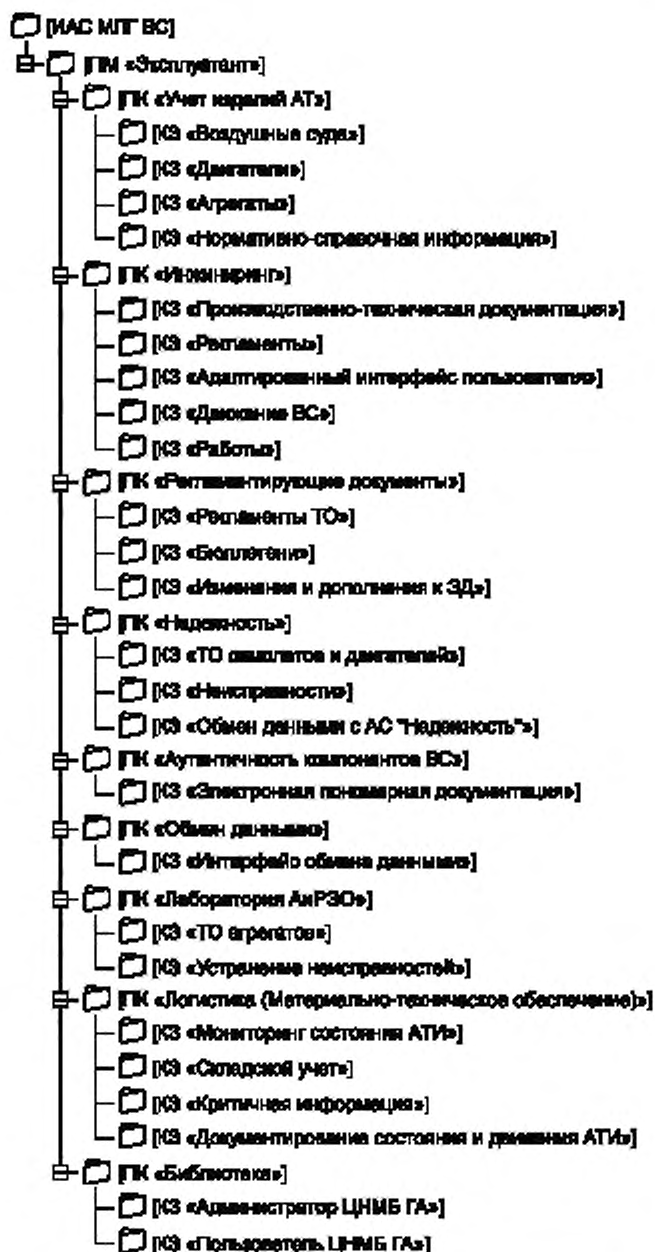 [ИАС МЛГ ВС]
[ПМ «Эксплуатант»]
[ПК «Учет изделий АТ»]
[КЗ «Воздушные суда»]
[КЗ «Двигатели»]
[КЗ «Агрегаты»]
[КЗ «Нормативно-справочная информация»]
[ПК «Инжиниринг»]
[КЗ «Производственно-техническая документация»]
[КЗ «Регламенты»]
[КЗ «Адаптированный интерфейс пользователя»]
[КЗ «Движение ВС»]
[КЗ «Работы»]
[ПК «Регламентирующие документы»]
[КЗ «Регламенты ТО»]
[КЗ «Бюллетени»]
[КЗ «Изменения и дополнения к ЭД»]
[ПК «Надежность»]
[КЗ «ТО самолетов и двигателей»]
[КЗ «Неисправности»]
[КЗ «Обмен данными с АС "Надежность"»]
[ПК «Аутентичность компонентов ВС»]
[КЗ «Электронная пономерная документация»]
[ПК «Обмен данными»]
[КЗ «Интерфейс обмена данными»]
[ПК «Лаборатория АиРЭО»]
[КЗ «ТО агрегатов»]
[КЗ «Устранение неисправностей»]
[ПК «Логистика (Материально-техническое обеспечение)»]
[КЗ «Мониторинг состояния АТИ»]
[КЗ «Складской учет»]
[КЗ «Критичная информация»]
[КЗ «Документирование состояния и движения АТИ»]
[ПК «Библиотека»]
[КЗ «Администратор ЦНМБ ГА»]
[КЗ «Пользователь ЦНМБ ГА»]